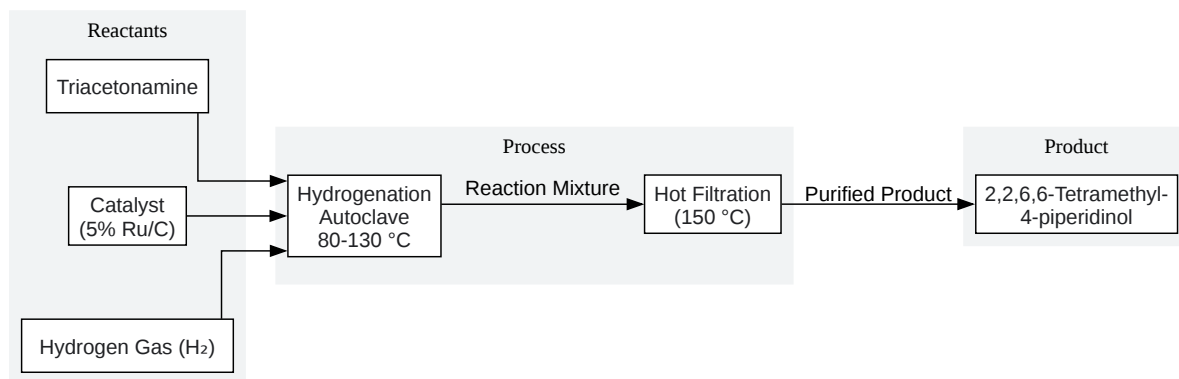 Reactants
Triacetonamine
Catalyst
(5% Ru/C)
Hydrogen Gas (H₂)
Process
Hydrogenation
Autoclave
80-130 °C
Reaction Mixture
Hot Filtration
(150 °C)
Purified Product
Product
2,2,6,6-Tetramethyl-
4-piperidinol